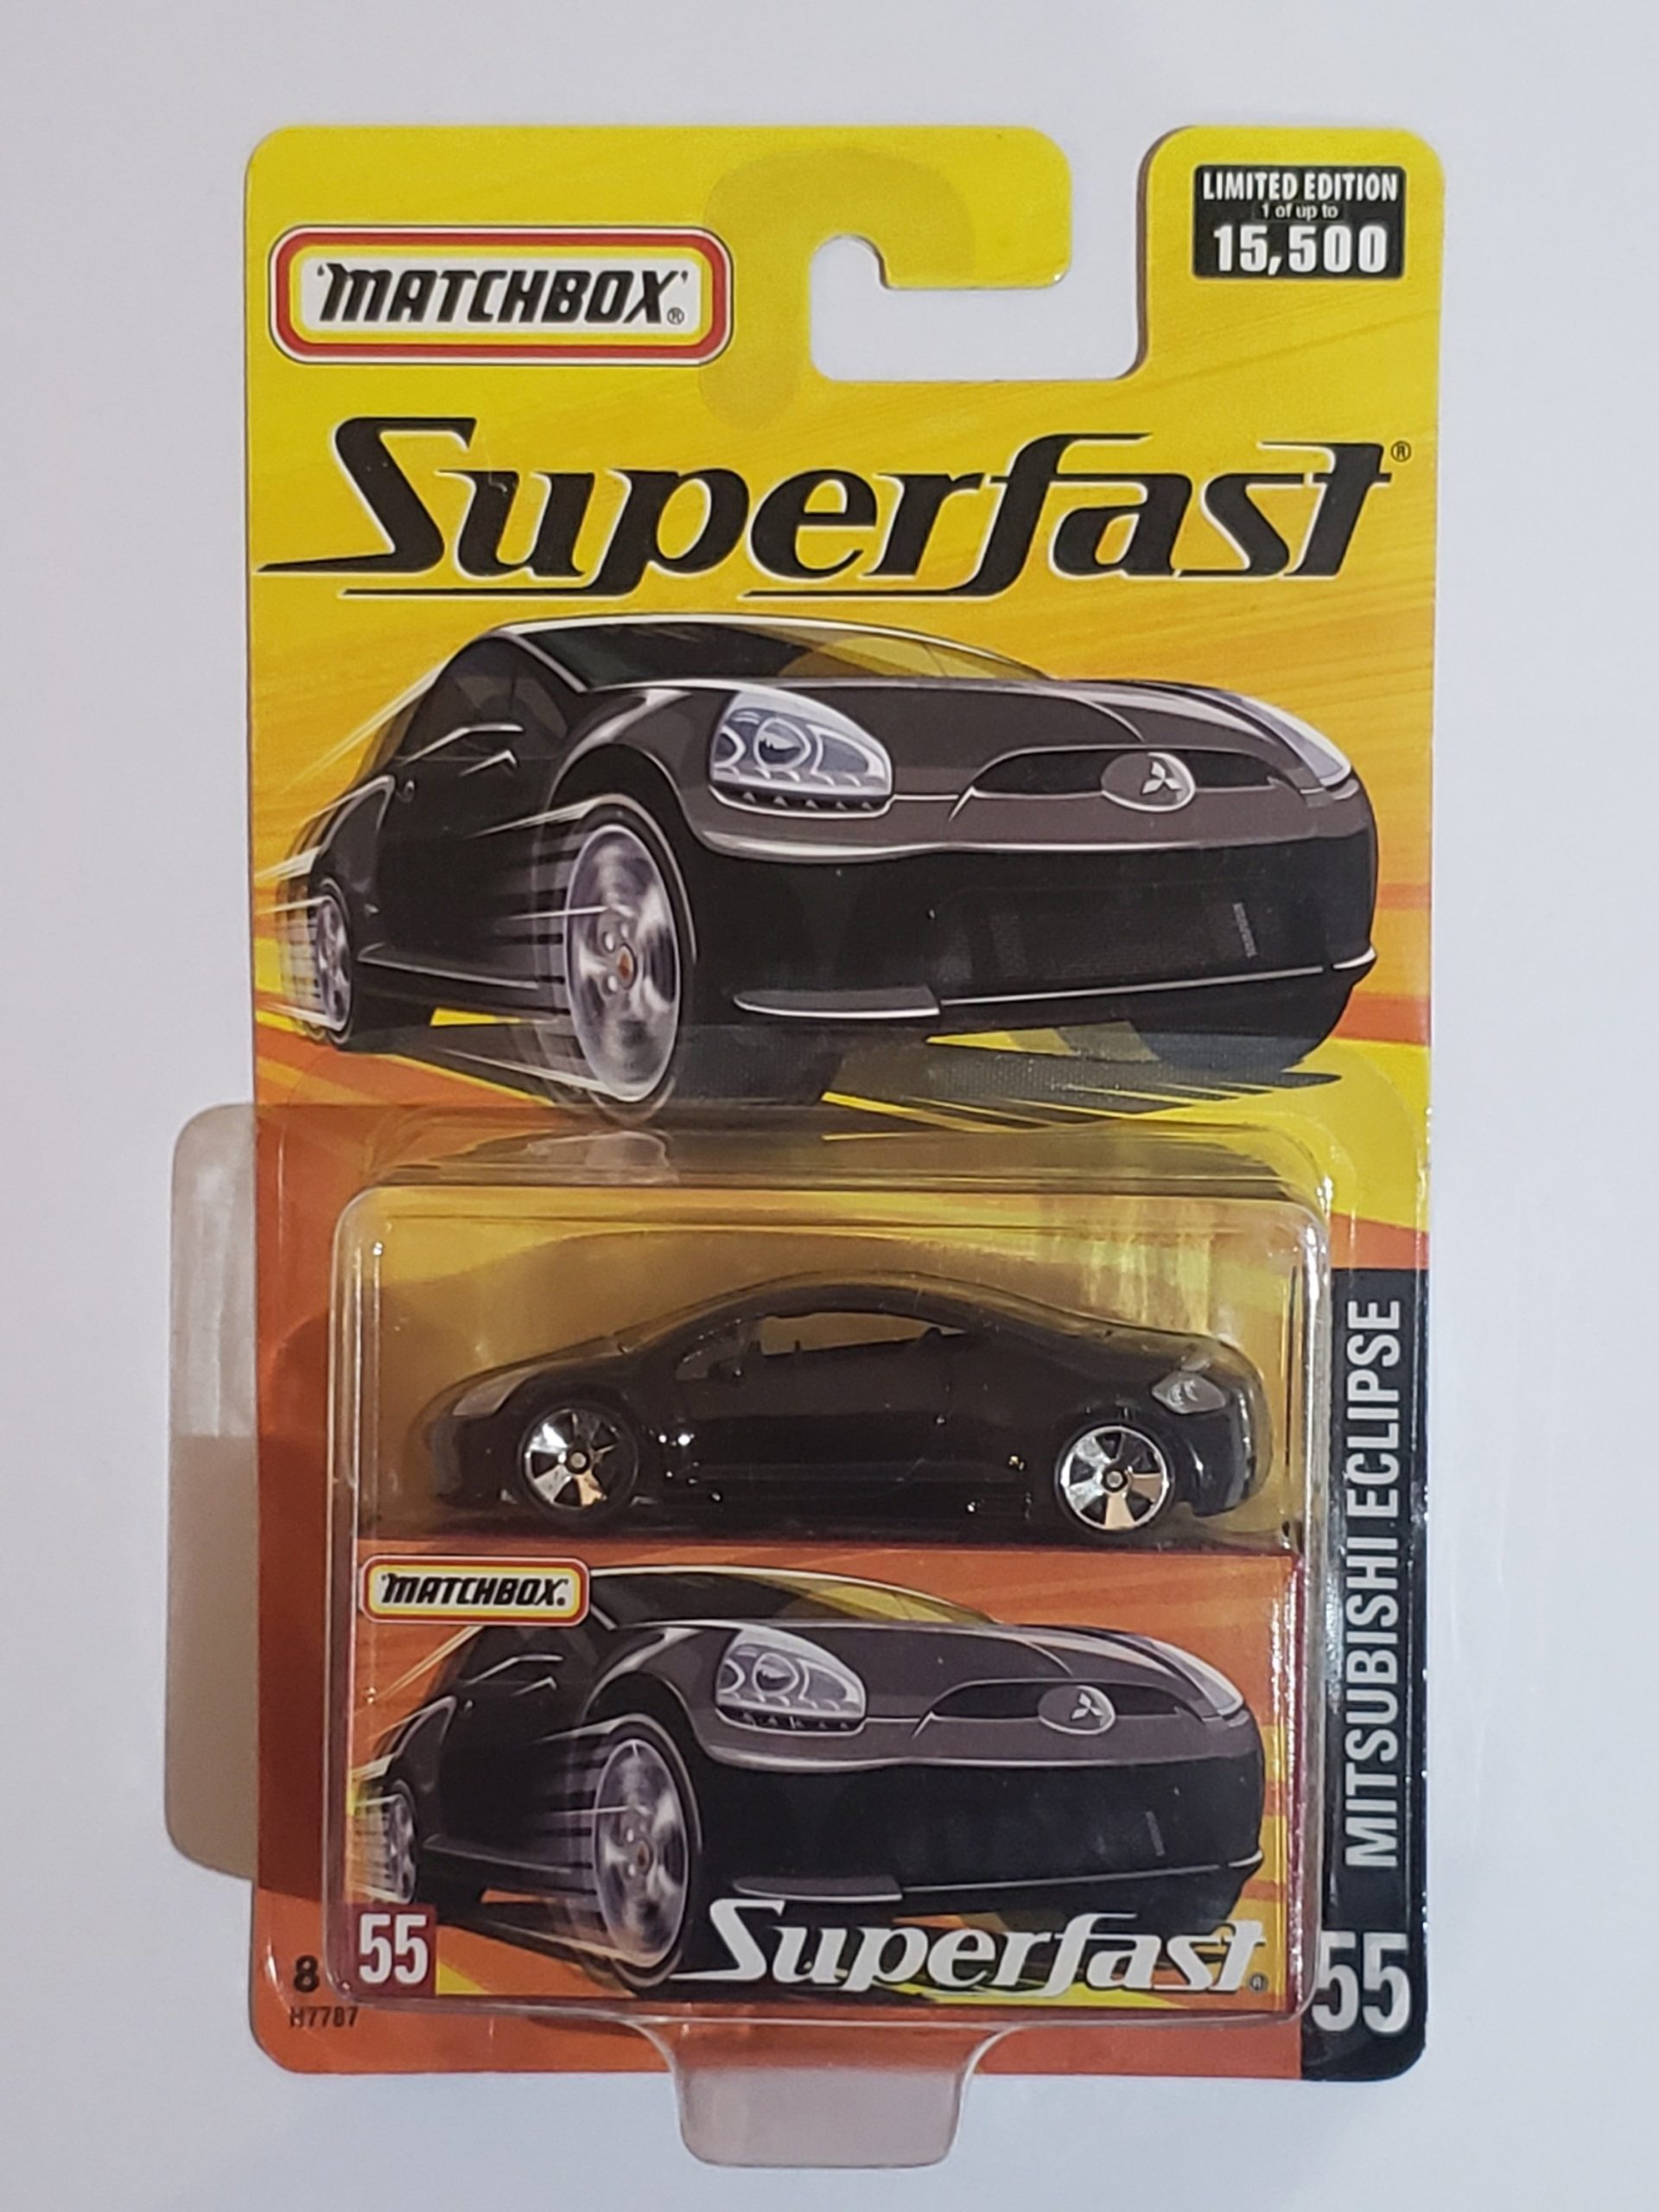 LIMITED EDITION
1 of up to
15,500
'MATCHBOX'®
Superfast®
MITSUBISHI ECLIPSE
55
'MATCHBOX'®
55
Superfast®
8
H7787